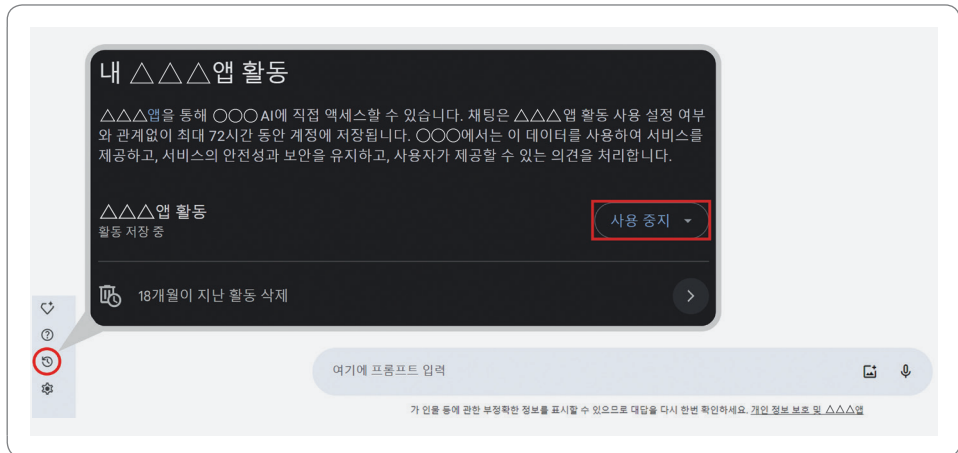 내 △△△앱 활동
△△△앱을 통해 ○○○AI에 직접 액세스할 수 있습니다. 채팅은 △△△앱 활동 사용 설정 여부
와 관계없이 최대 72시간 동안 계정에 저장됩니다. ○○○에서는 이 데이터를 사용하여 서비스를
제공하고, 서비스의 안전성과 보안을 유지하고, 사용자가 제공할 수 있는 의견을 처리합니다.
△△△앱 활동
활동 저장 중
사용 중지
18개월이 지난 활동 삭제
여기에 프롬프트 입력
가 인물 등에 관한 부정확한 정보를 표시할 수 있으므로 대답을 다시 한번 확인하세요. 개인 정보 보호 및 △△△앱